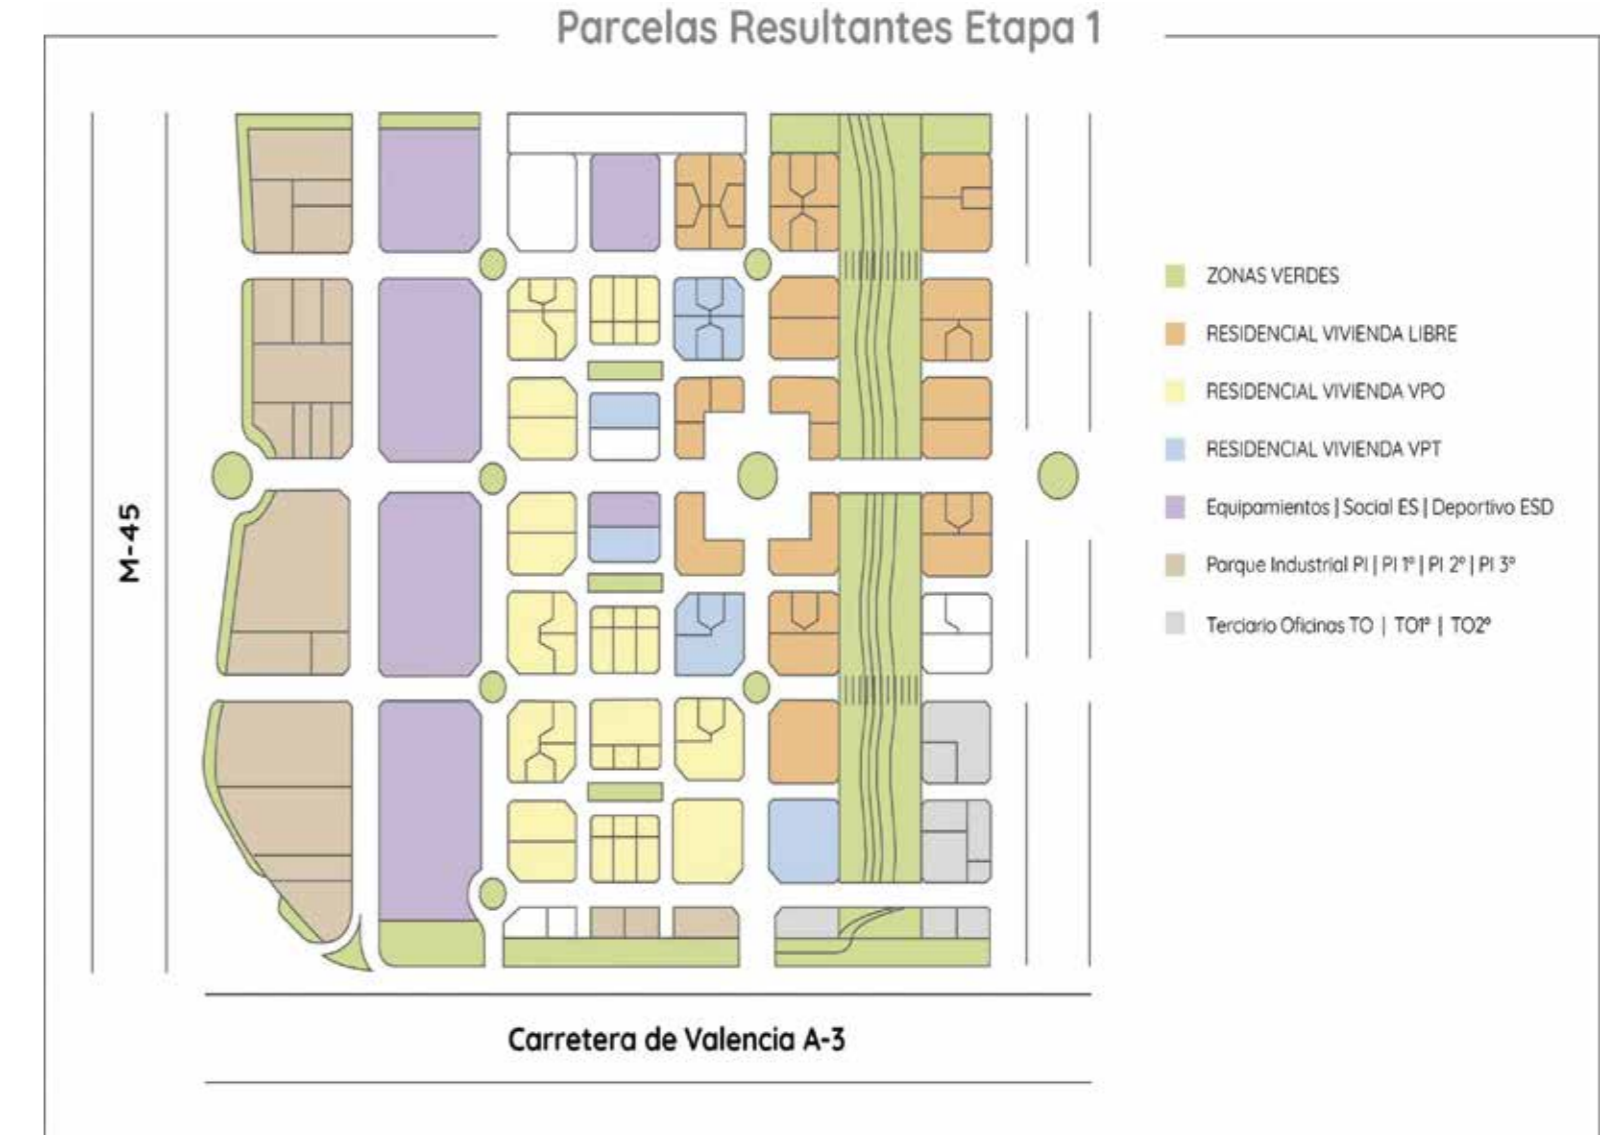 Parcelas Resultantes Etapa 1
ZONAS VERDES
RESIDENCIAL VIVIENDA LIBRE
RESIDENCIAL VIVIENDA VPO
RESIDENCIAL VIVIENDA VPT
Equipamientos | Social ES | Deportivo ESD
Parque Industrial PI | PI 1º | PI 2º | PI 3º
Terciario Oficinas TO | TO1º | TO2º
M-45
Carretera de Valencia A-3